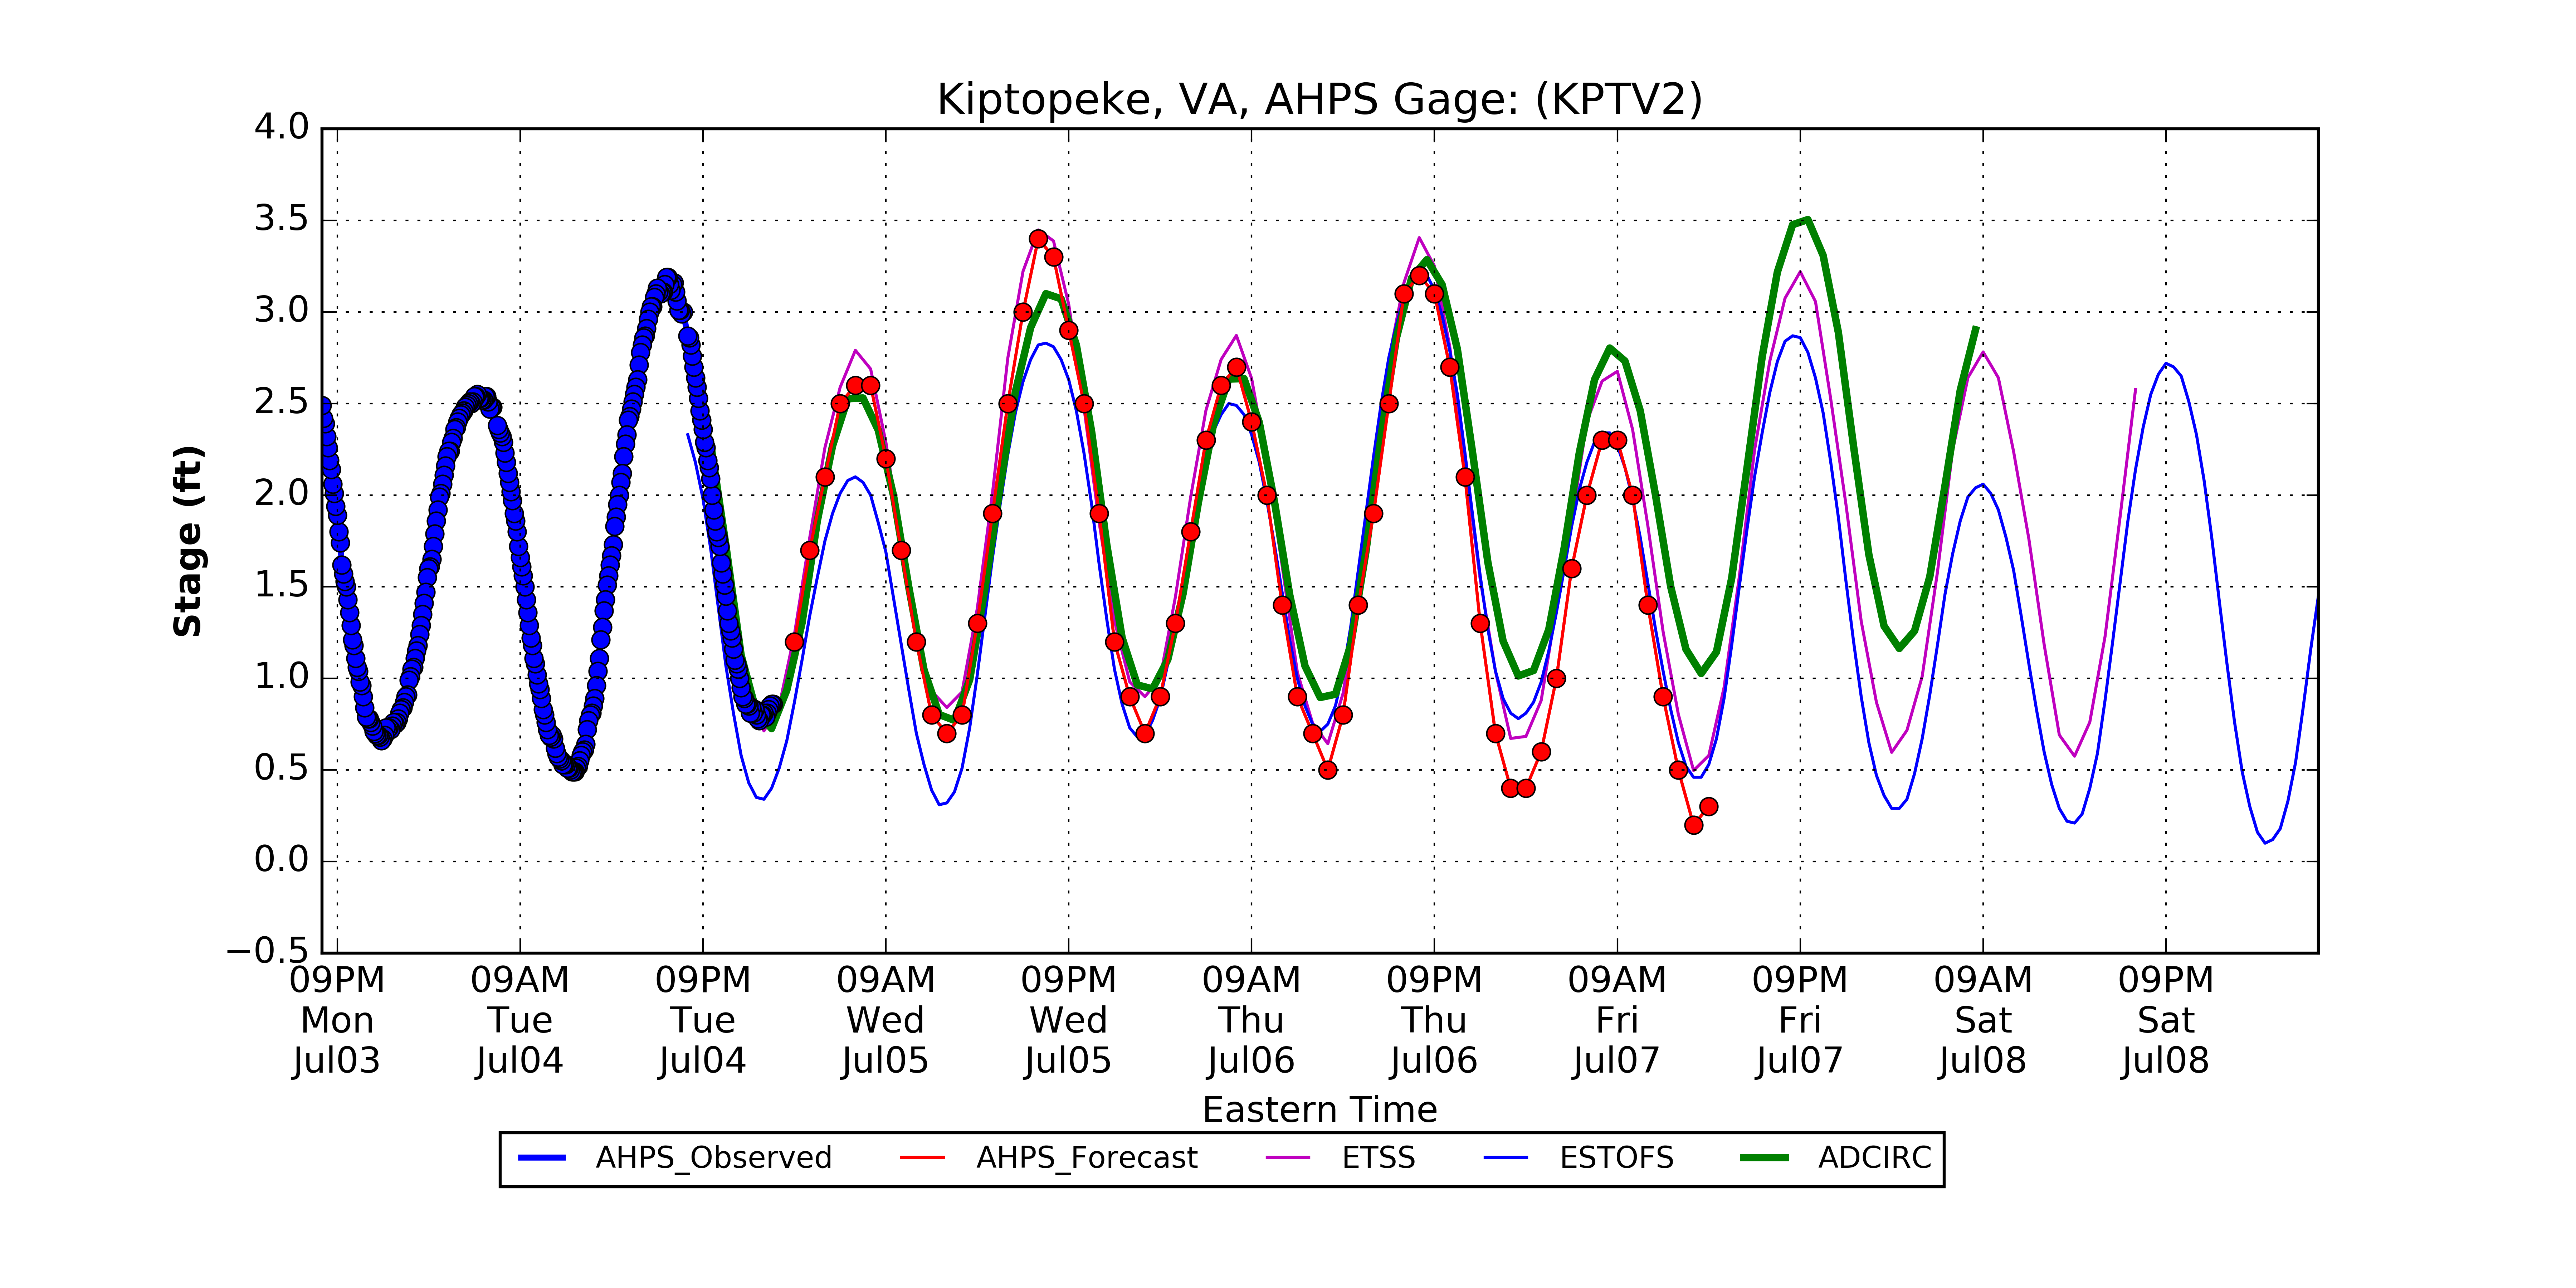 Kiptopeke, VA, AHPS Gage: (KPTV2)
Stage (ft)
4.0
3.5
3.0
2.5
2.0
1.5
1.0
0.5
0.0
−0.5
09PM 09AM 09PM 09AM 09PM 09AM 09PM 09AM 09PM 09AM 09PM
Mon Tue Tue Wed Wed Thu Thu Fri Fri Sat Sat
Jul03 Jul04 Jul04 Jul05 Jul05 Jul06 Jul06 Jul07 Jul07 Jul08 Jul08
Eastern Time
AHPS_Observed AHPS_Forecast ETSS ESTOFS ADCIRC